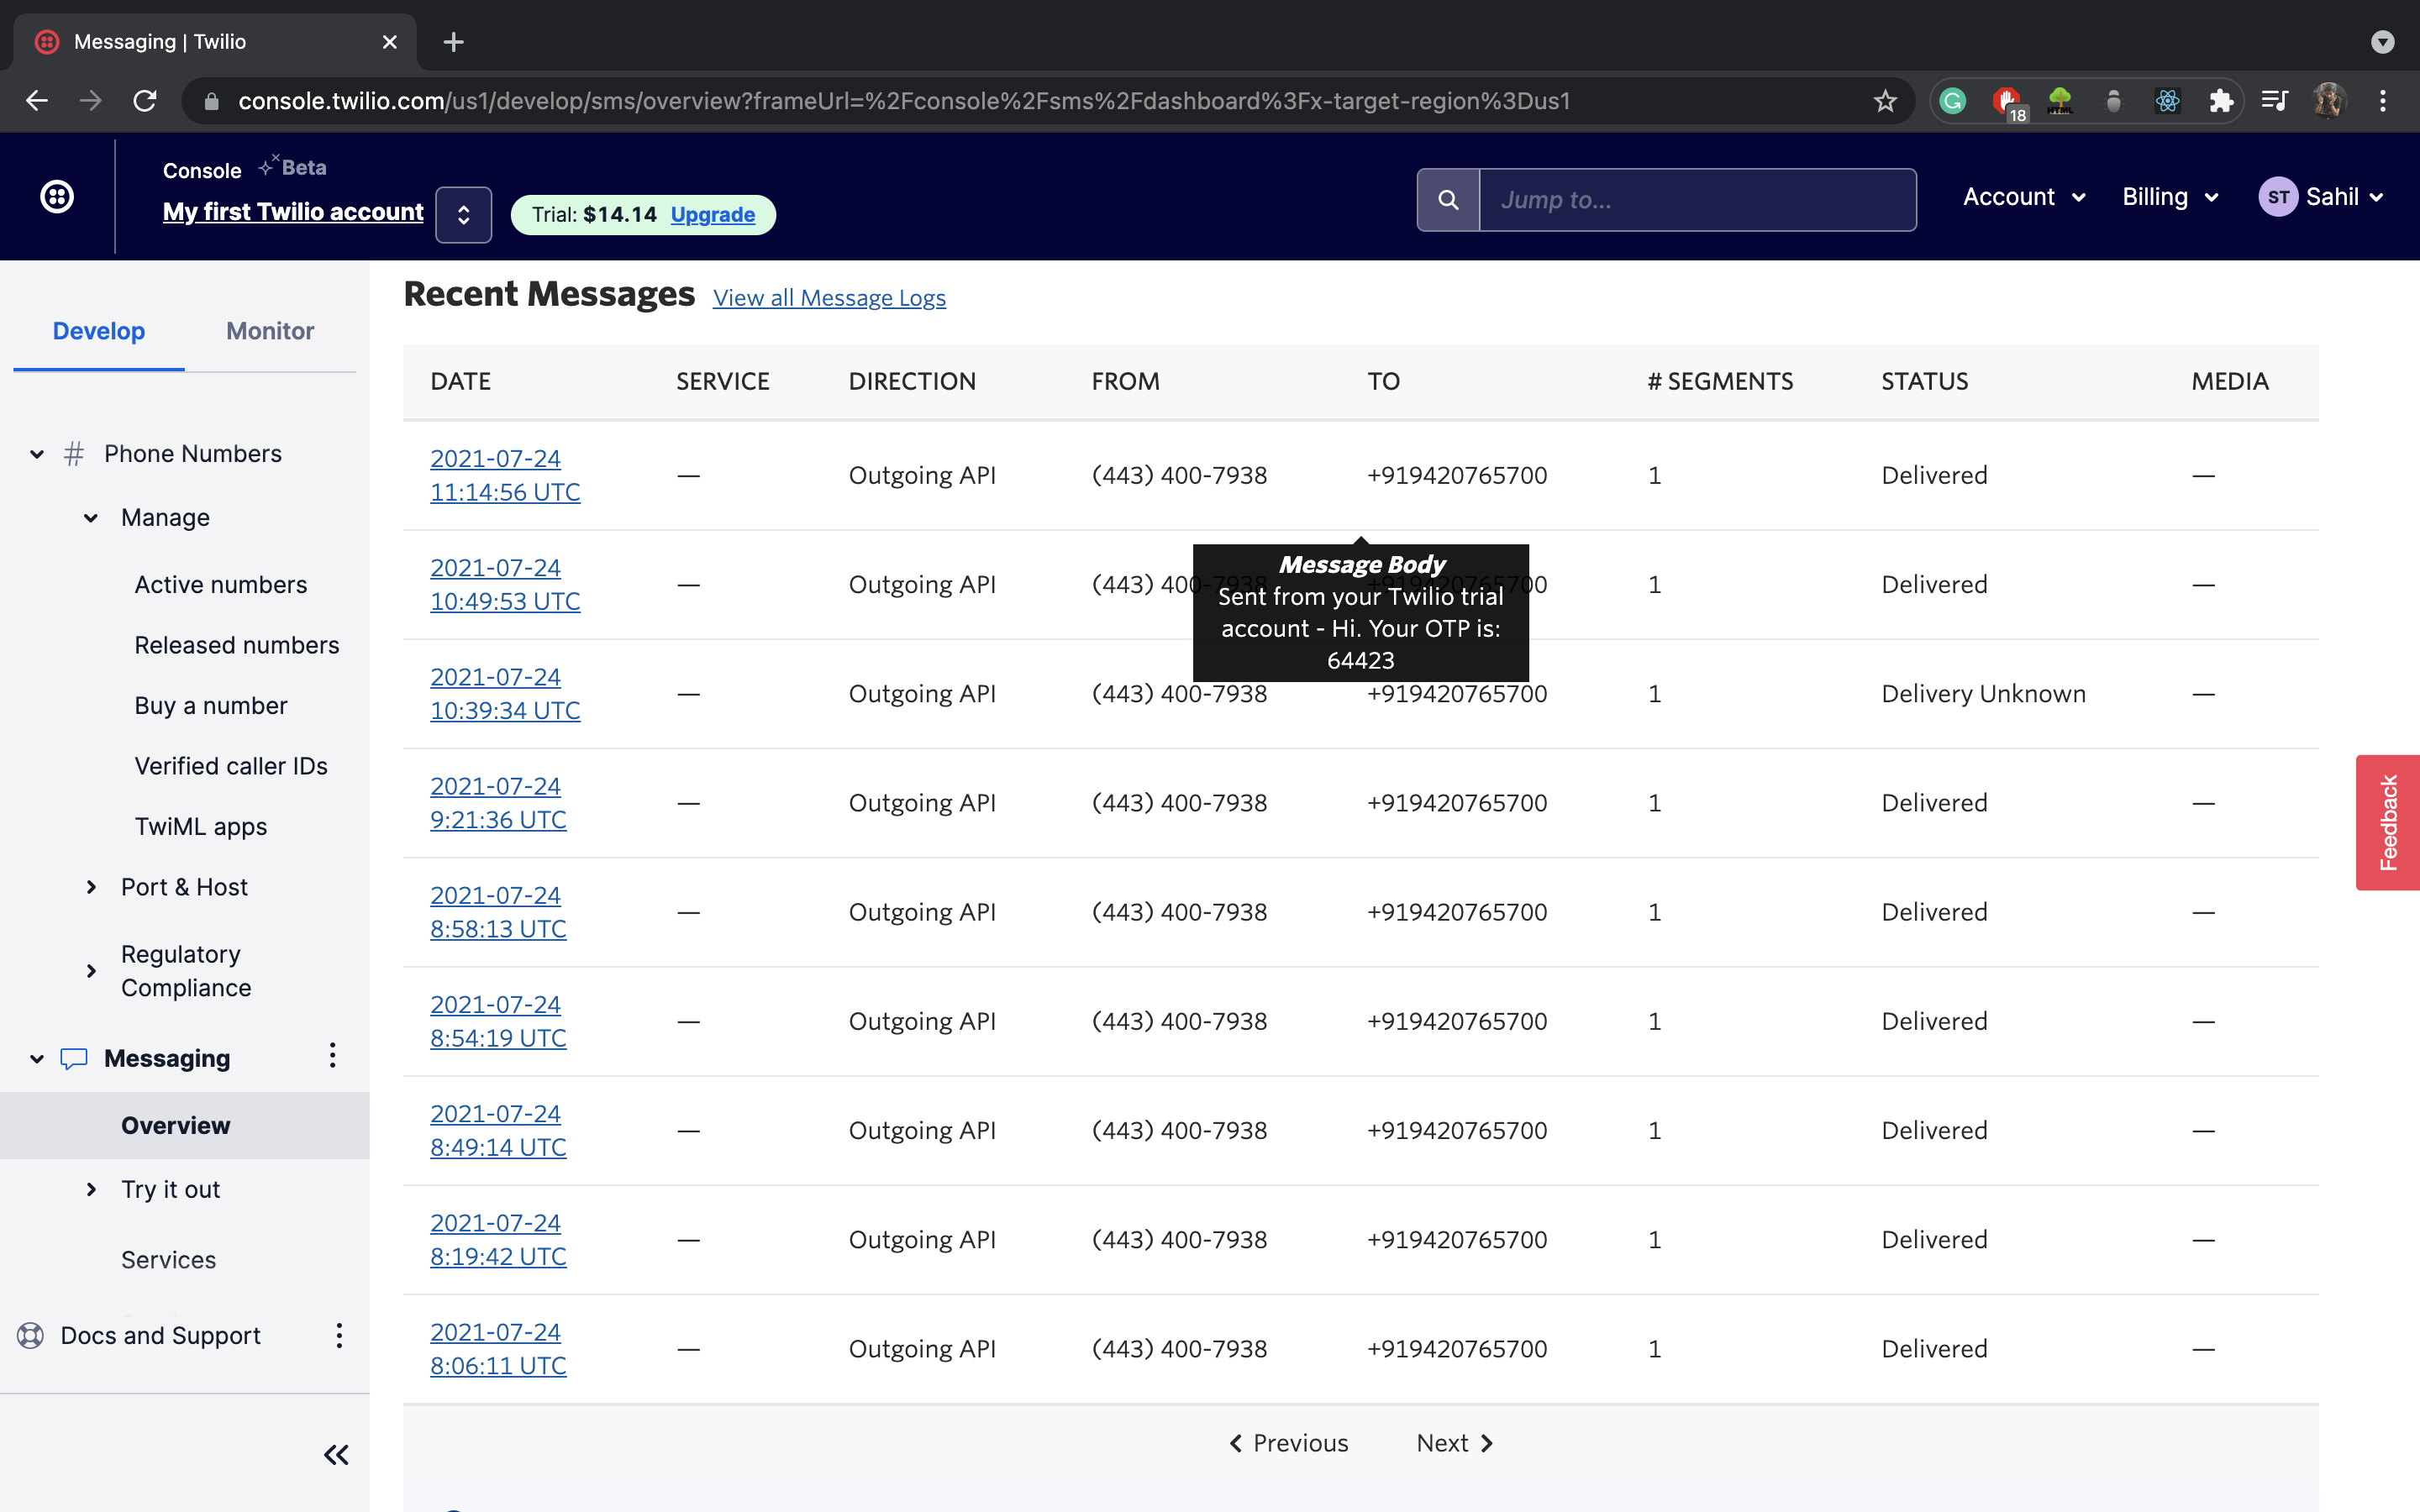 Messaging | Twilio
console.twilio.com/us1/develop/sms/overview?frameUrl=%2Fconsole%2Fsms%2Fdashboard%3Fx-target-region%3Dus1
18
HTML
Console Beta
My first Twilio account
Trial: $14.14 Upgrade
Jump to...
Account
Billing
ST Sahil
Develop
Monitor
# Phone Numbers
Manage
Active numbers
Released numbers
Buy a number
Verified caller IDs
TwiML apps
Port & Host
Regulatory
Compliance
Messaging
Overview
Try it out
Services
Docs and Support
Recent Messages View all Message Logs
DATE SERVICE DIRECTION FROM TO # SEGMENTS STATUS MEDIA
2021-07-24
11:14:56 UTC — Outgoing API (443) 400-7938 +919420765700 1 Delivered —
Message Body
Sent from your Twilio trial
account - Hi. Your OTP is:
64423
2021-07-24
10:49:53 UTC — Outgoing API (443) 400-7938 +919420765700 1 Delivered —
2021-07-24
10:39:34 UTC — Outgoing API (443) 400-7938 +919420765700 1 Delivery Unknown —
2021-07-24
9:21:36 UTC — Outgoing API (443) 400-7938 +919420765700 1 Delivered —
2021-07-24
8:58:13 UTC — Outgoing API (443) 400-7938 +919420765700 1 Delivered —
2021-07-24
8:54:19 UTC — Outgoing API (443) 400-7938 +919420765700 1 Delivered —
2021-07-24
8:49:14 UTC — Outgoing API (443) 400-7938 +919420765700 1 Delivered —
2021-07-24
8:19:42 UTC — Outgoing API (443) 400-7938 +919420765700 1 Delivered —
2021-07-24
8:06:11 UTC — Outgoing API (443) 400-7938 +919420765700 1 Delivered —
Previous Next
Feedback